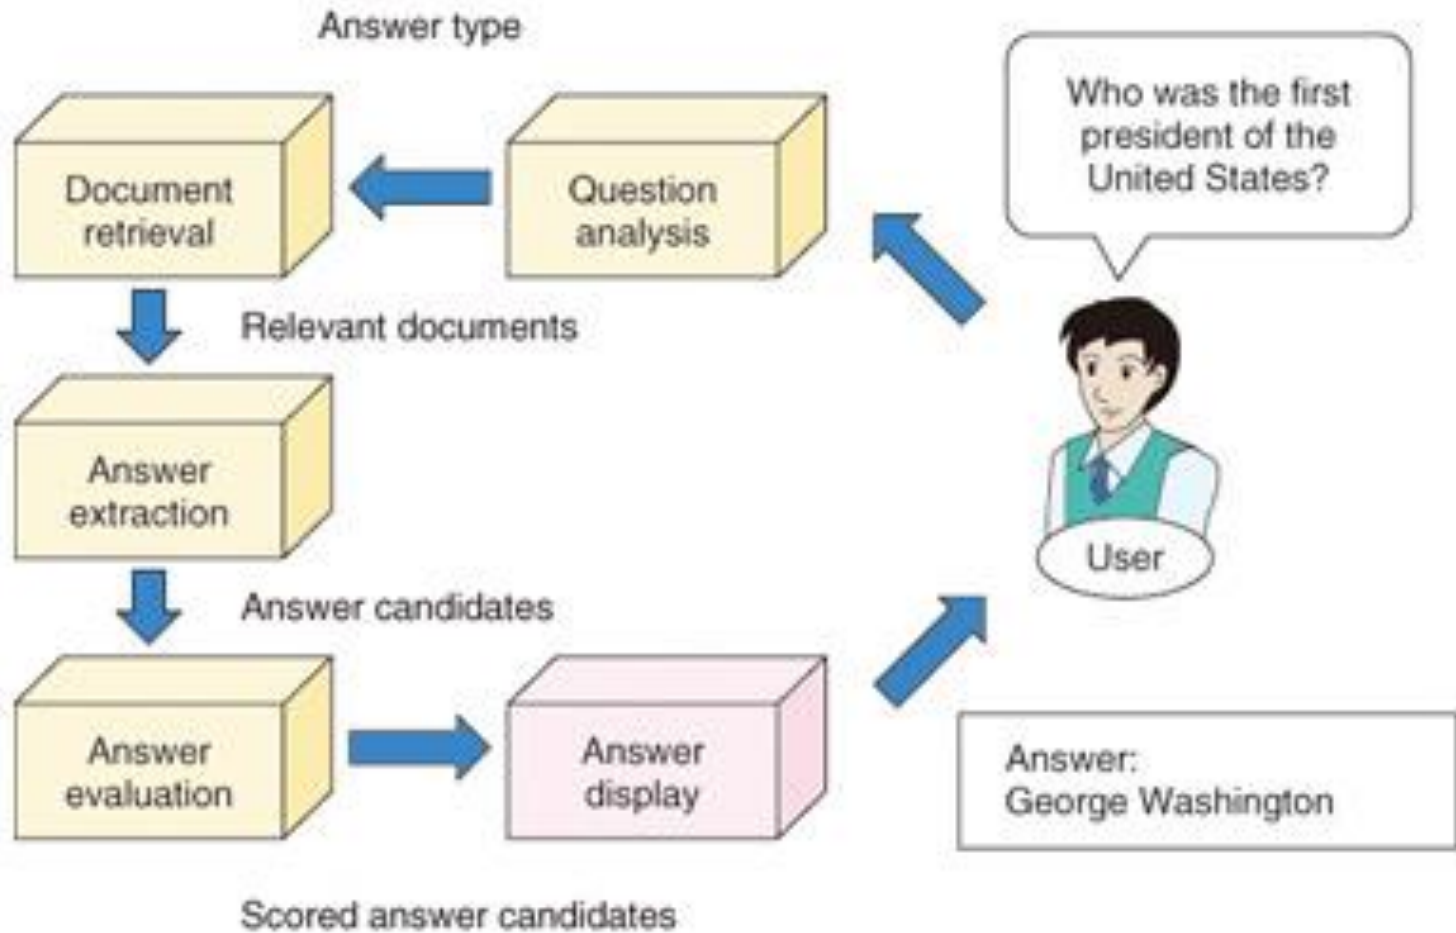 Answer type
Who was the first
president of the
United States?
Document
retrieval
Question
analysis
Relevant documents
Answer
extraction
User
Answer candidates
Answer
evaluation
Answer
display
Answer:
George Washington
Scored answer candidates